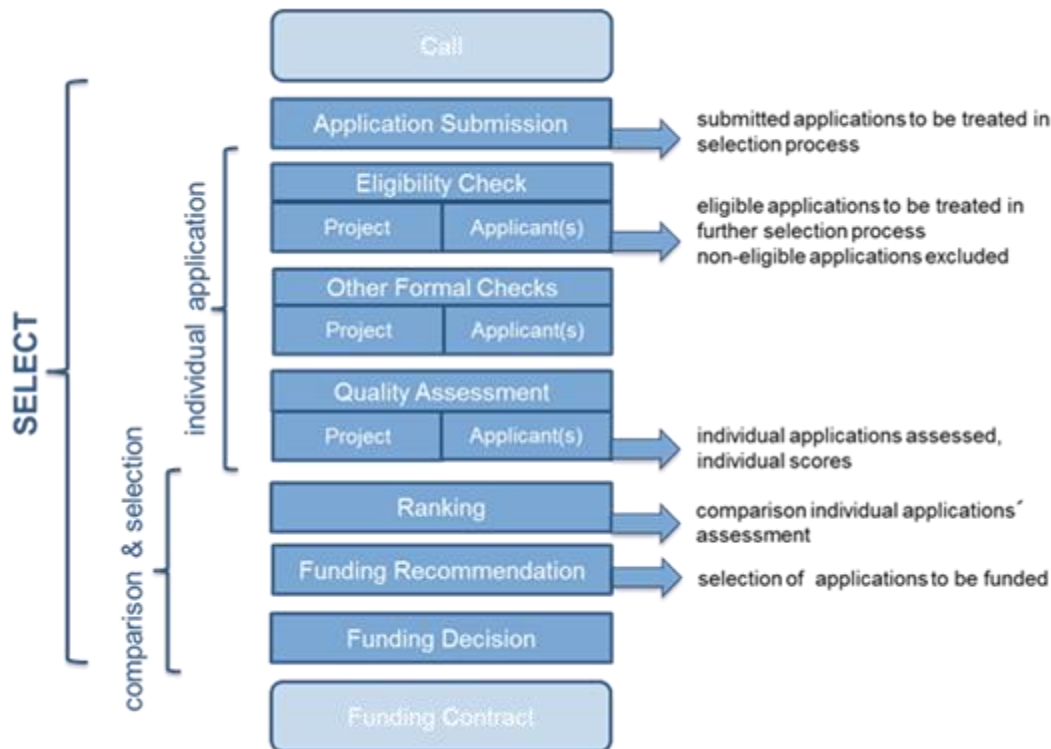 Call
Application Submission
submitted applications to be treated in
selection process
Eligibility Check
Project
Applicant(s)
eligible applications to be treated in
further selection process
non-eligible applications excluded
Other Formal Checks
Project
Applicant(s)
Quality Assessment
Project
Applicant(s)
individual applications assessed,
individual scores
Ranking
comparison individual applications´
assessment
Funding Recommendation
selection of applications to be funded
Funding Decision
Funding Contract
SELECT
individual application
comparison & selection